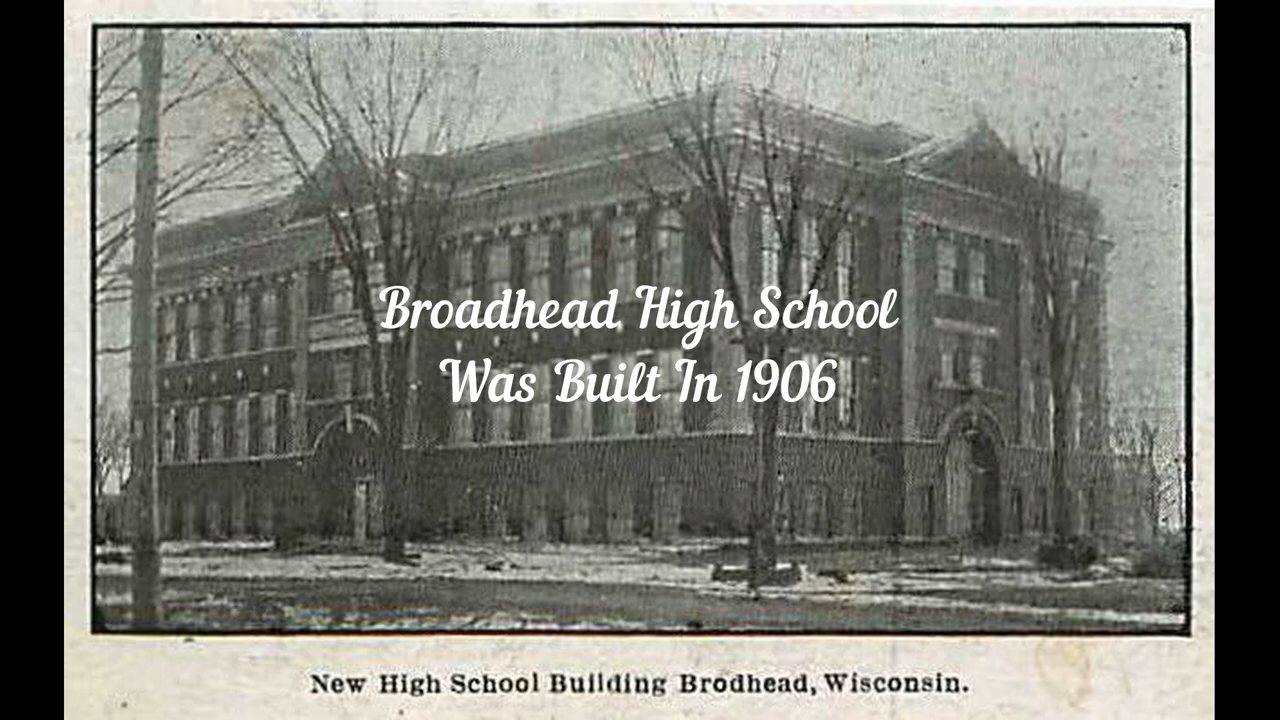 Broadhead High School
Was Built In 1906
New High School Building Brodhead, Wisconsin.